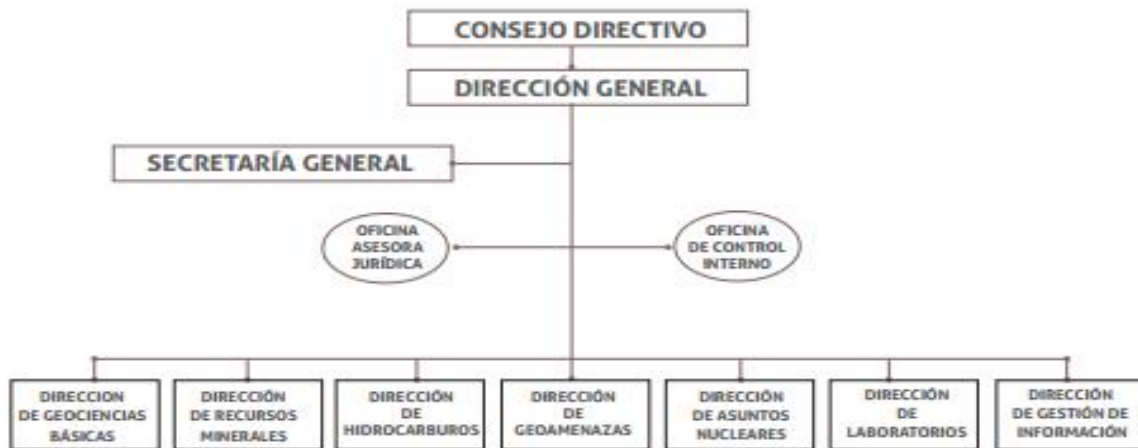 CONSEJO DIRECTIVO
DIRECCIÓN GENERAL
SECRETARÍA GENERAL
OFICINA
ASESORA
JURÍDICA
OFICINA
DE CONTROL
INTERNO
DIRECCION
DE GEOCIENCIAS
BÁSICAS
DIRECCIÓN
DE RECURSOS
MINERALES
DIRECCIÓN
DE
HIDROCARBUROS
DIRECCIÓN
DE
GEOAMENAZAS
DIRECCIÓN
DE ASUNTOS
NUCLEARES
DIRECCIÓN
DE
LABORATORIOS
DIRECCIÓN
DE GESTIÓN DE
INFORMACIÓN